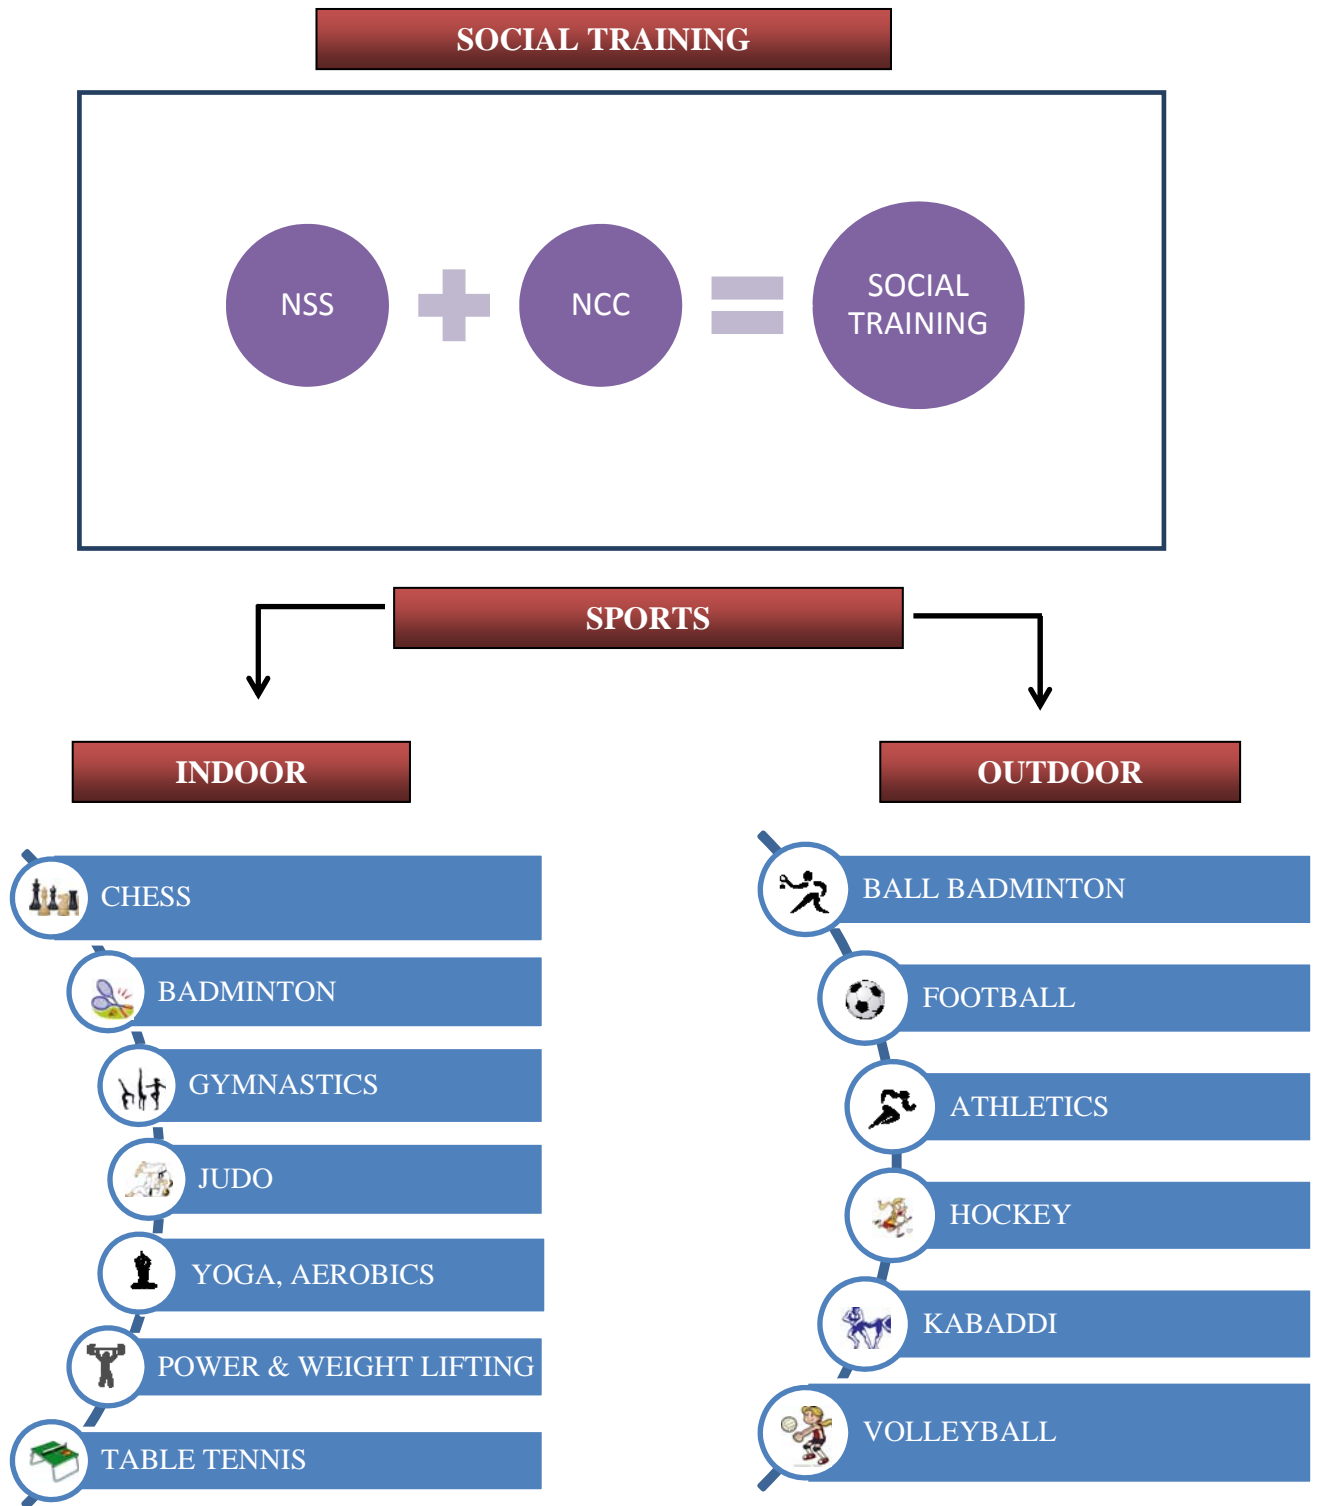 SOCIAL TRAINING
NSS
NCC
SOCIAL
TRAINING
SPORTS
INDOOR
OUTDOOR
CHESS
BADMINTON
GYMNASTICS
JUDO
YOGA, AEROBICS
POWER & WEIGHT LIFTING
TABLE TENNIS
BALL BADMINTON
FOOTBALL
ATHLETICS
HOCKEY
KABADDI
VOLLEYBALL